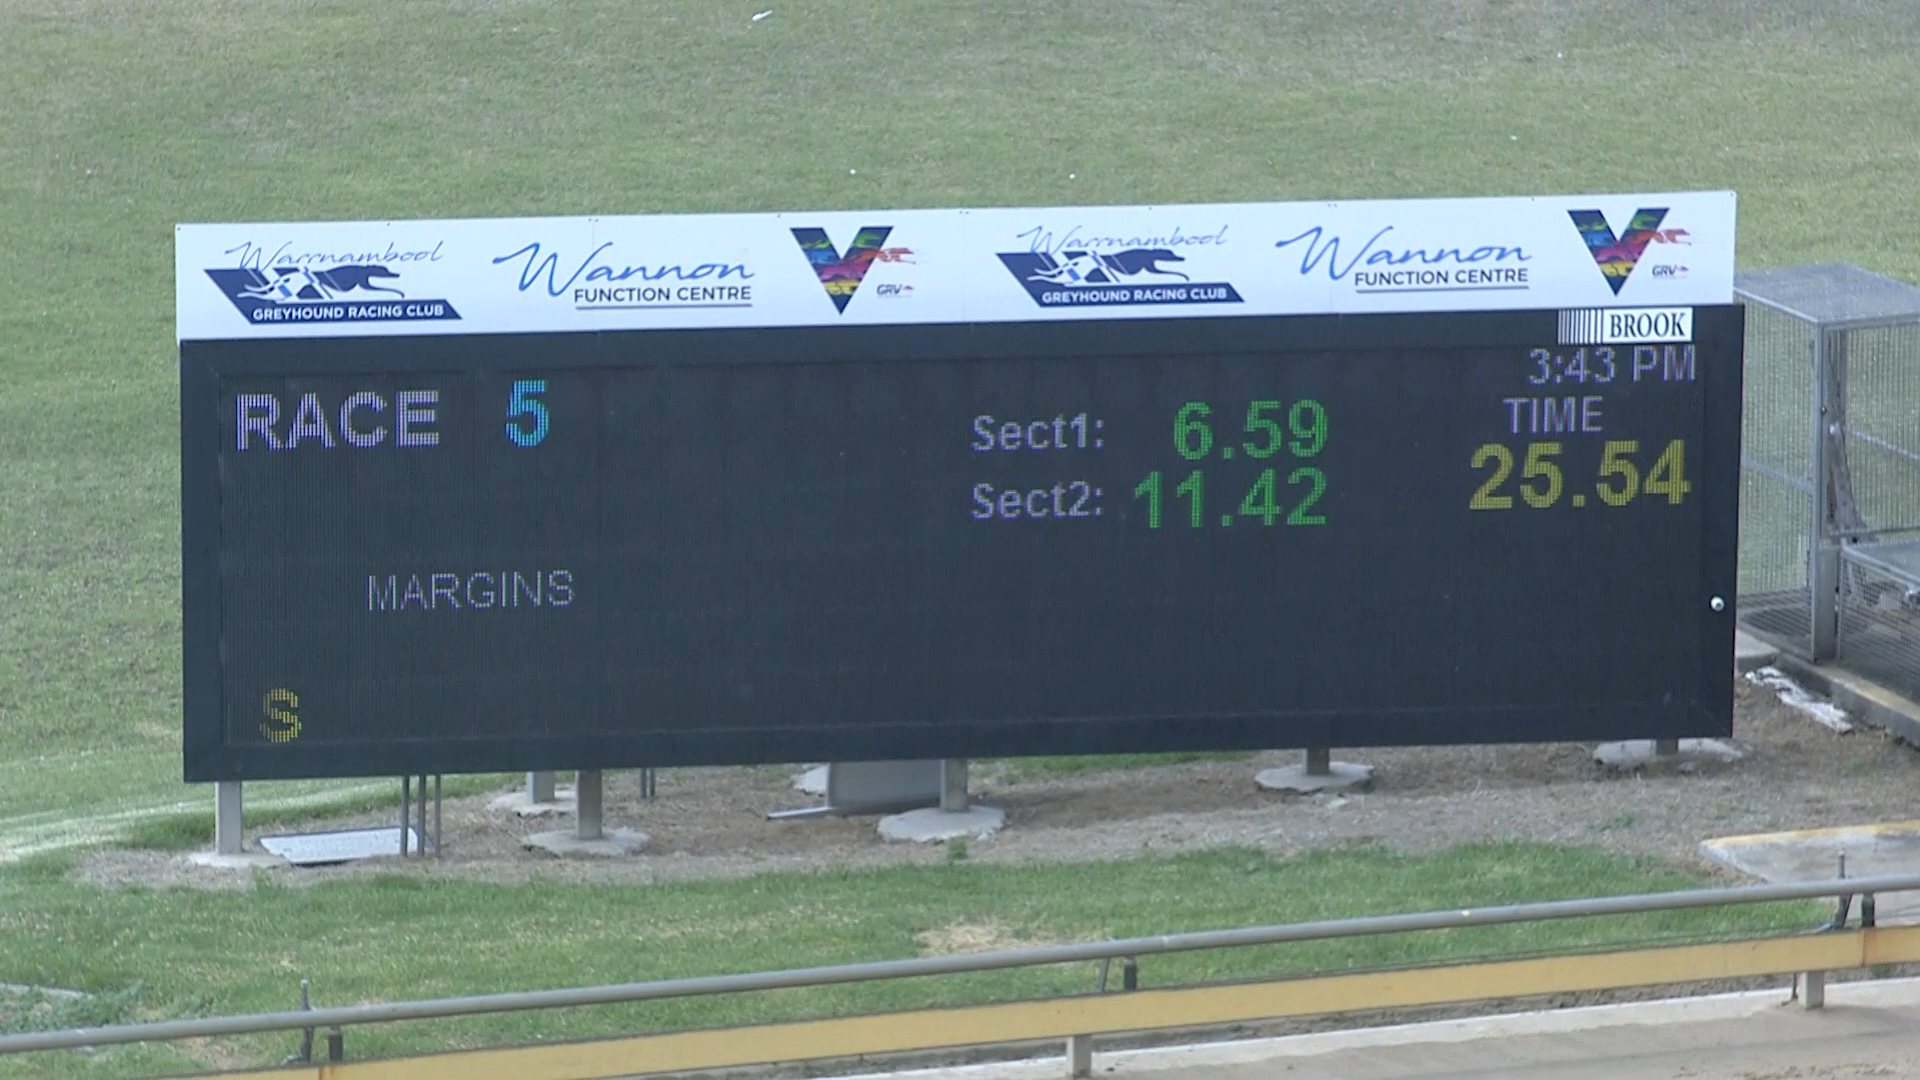 Warrnambool
GREYHOUND RACING CLUB
Wannon
FUNCTION CENTRE
V
GRV
Warrnambool
GREYHOUND RACING CLUB
Wannon
FUNCTION CENTRE
V
GRV
BROOK
3:43 PM
RACE 5
Sect1: 6.59
TIME
Sect2: 11.42
25.54
MARGINS
S